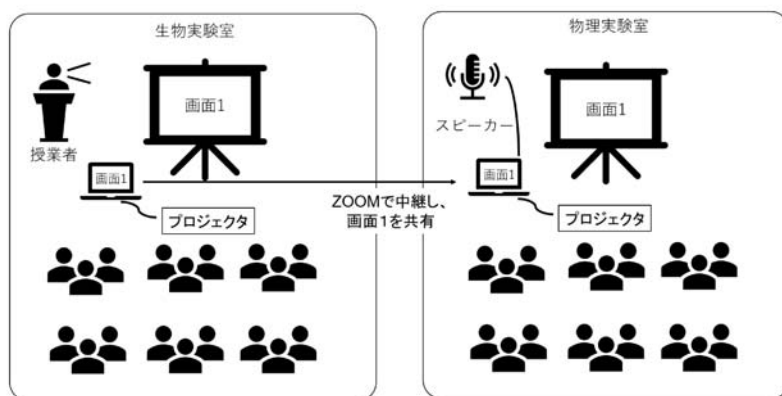 生物実験室
画面1
授業者
画面1
プロジェクタ
ZOOMで中継し、
画面1を共有
物理実験室
画面1
スピーカー
画面1
プロジェクタ